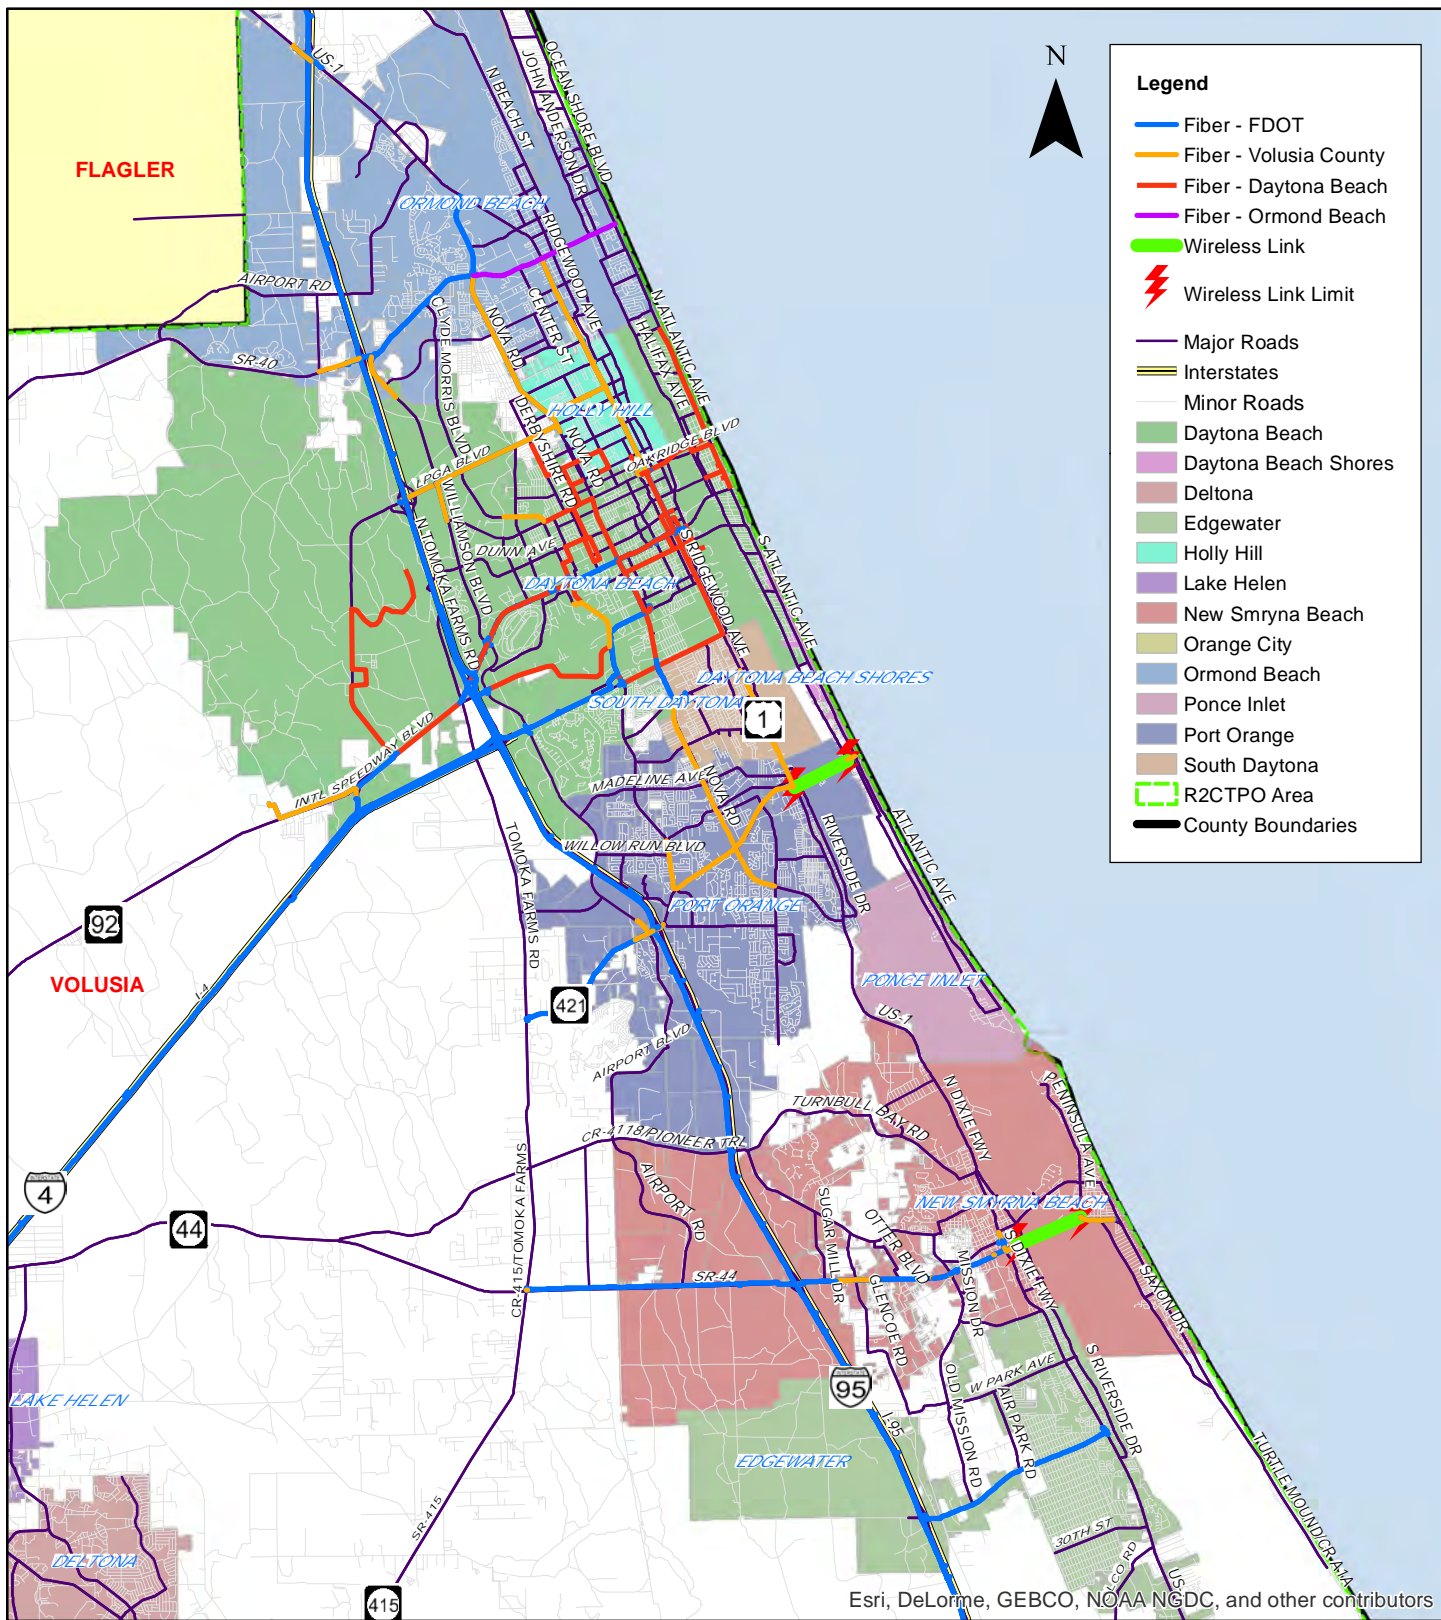 N
Legend
Fiber - FDOT
Fiber - Volusia County
Fiber - Daytona Beach
Fiber - Ormond Beach
Wireless Link
Wireless Link Limit
Major Roads
Interstates
Minor Roads
Daytona Beach
Daytona Beach Shores
Deltona
Edgewater
Holly Hill
Lake Helen
New Smryna Beach
Orange City
Ormond Beach
Ponce Inlet
Port Orange
South Daytona
R2CTPO Area
County Boundaries
US-1
N BEACH ST
JOHN ANDERSON DR
OCEAN SHORE BLVD
FLAGLER
ORMOND BEACH
RIDGEWOOD AVE
AIRPORT RD
SR-40
CLYDE MORRIS BLVD
NOVA RD
CENTER ST
HALIFAX AVE
N ATLANTIC AVE
DERBYSHIRE RD
HOLLY HILL
NOVA RD
OAKRIDGE BLVD
LPGA BLVD
WILLIAMSON BLVD
N TOMOKA FARMS RD
DUNN AVE
DAYTONA BEACH
S RIDGEWOOD AVE
S ATLANTIC AVE
DAYTONA BEACH SHORES
SOUTH DAYTONA
1
INTL SPEEDWAY BLVD
MADELINE AVE
NOVA RD
TOMOKA FARMS RD
WILLOW RUN BLVD
RIVERSIDE DR
ATLANTIC AVE
PORT ORANGE
92
VOLUSIA
I-4
421
PONCE INLET
US-1
AIRPORT BLVD
N DIXIE FWY
PENINSULA AVE
TURNBULL BAY RD
CR-4118/PIONEER TRL
4
AIRPORT RD
CR-415/TOMOKA FARMS
44
SUGAR MILL DR
OTTER BLVD
NEW SMYRNA BEACH
MISSION DR
S DIXIE FWY
SR-44
GLENCOE RD
SAXON DR
95
W PARK AVE
S RIVERSIDE DR
LAKE HELEN
OLD MISSION RD
AIR PARK RD
I-95
EDGEWATER
TURTLE MOUND/CR-A1A
SR-415
30TH ST
DELTONA
CO RD
US-
415
Esri, DeLorme, GEBCO, NOAA NGDC, and other contributors